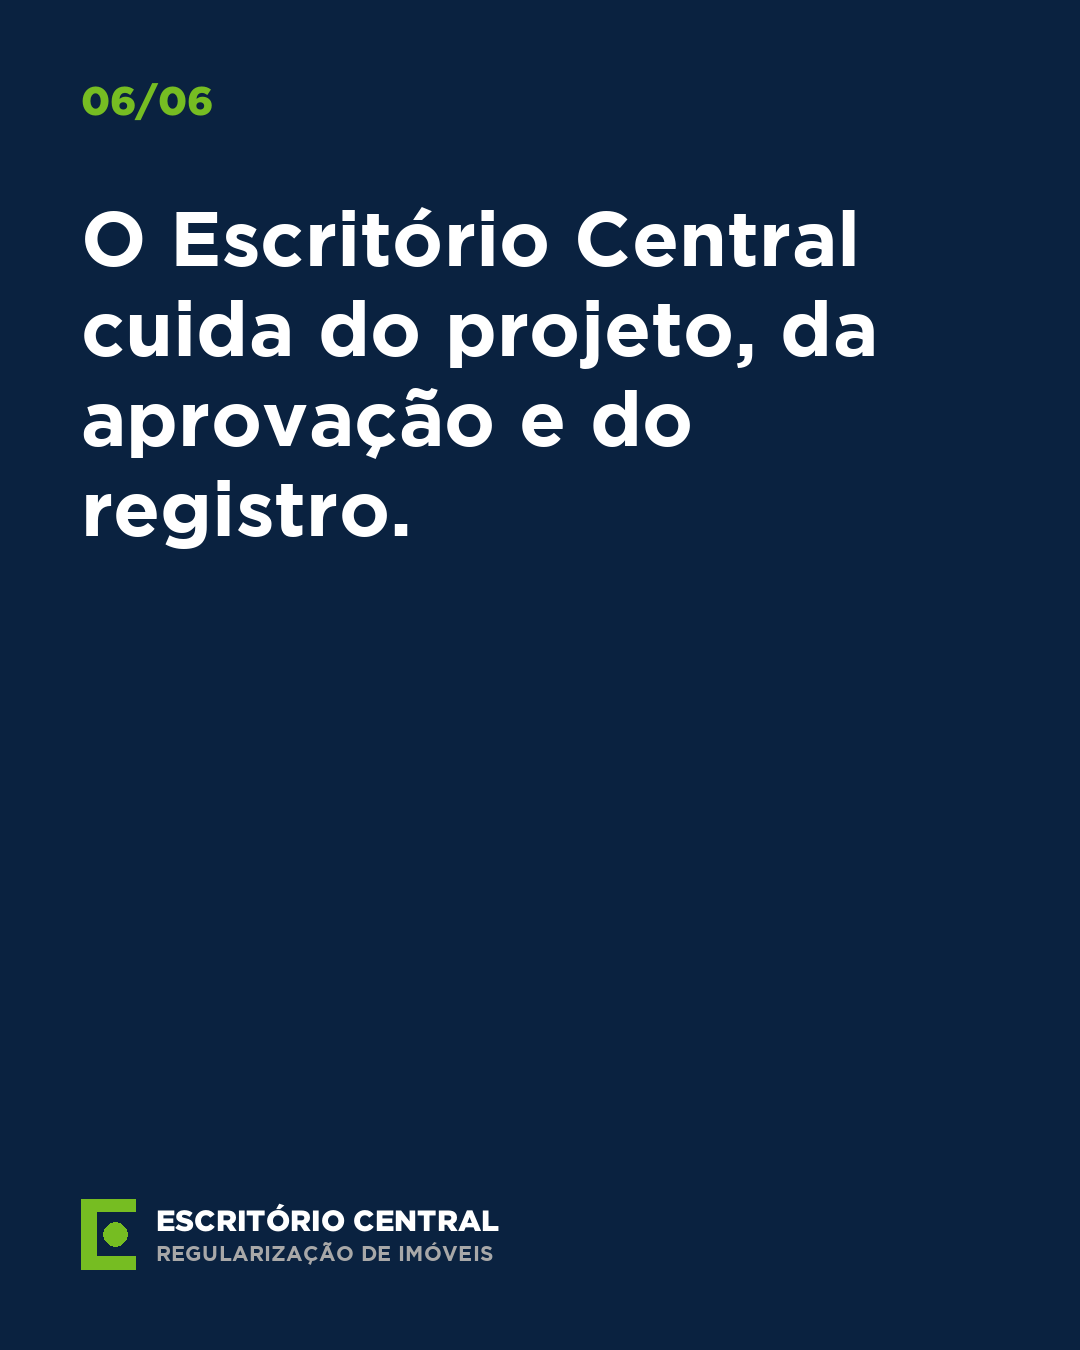 06/06
O Escritório Central
cuida do projeto, da
aprovação e do
registro.
ESCRITÓRIO CENTRAL
REGULARIZAÇÃO DE IMÓVEIS